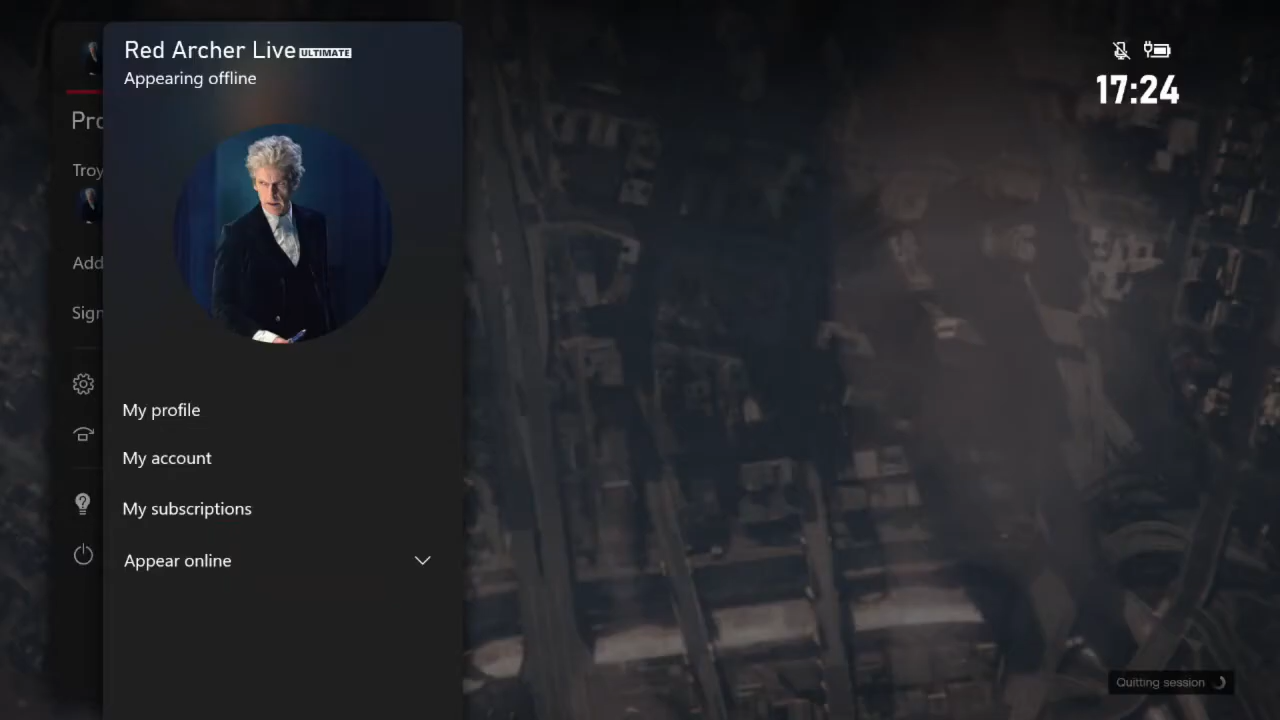 Red Archer Live ULTIMATE
Appearing offline
17:24
Pro
Troy
Add
Sign
My profile
My account
My subscriptions
Appear online
Quitting session